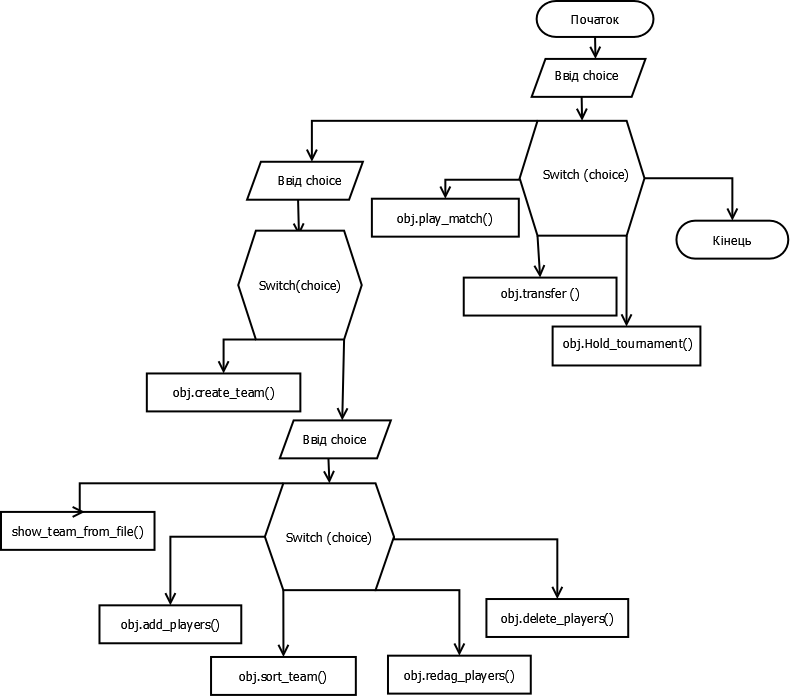 Початок
Ввід choice
Switch (choice)
Ввід choice
obj.play_match()
Кінець
Switch(choice)
obj.transfer ()
obj.Hold_tournament()
obj.create_team()
Ввід choice
Switch (choice)
show_team_from_file()
obj.add_players()
obj.delete_players()
obj.sort_team()
obj.redag_players()